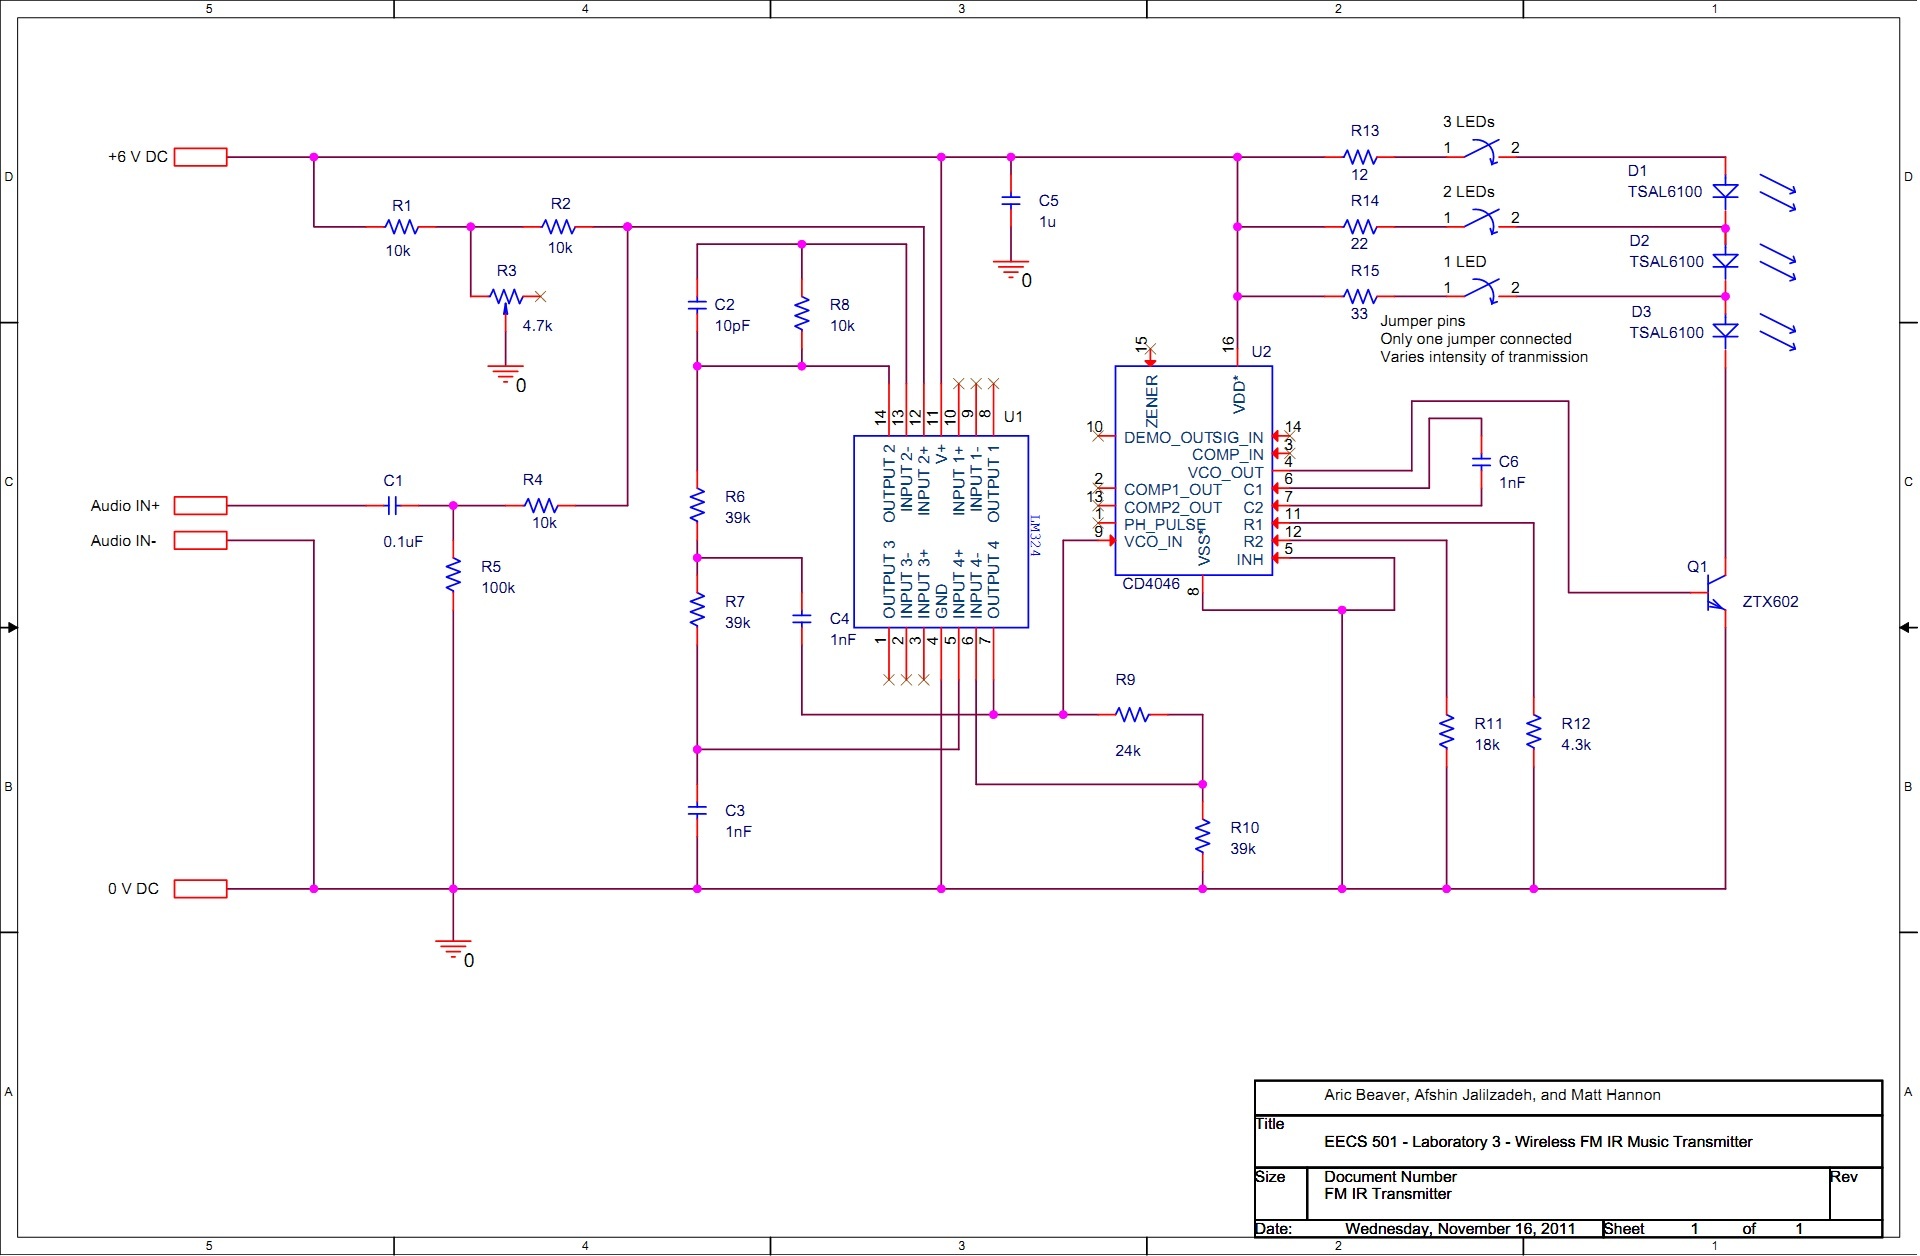 5 4 3 2 1
D D
C C
B B
A A
+6 V DC
R1
10k
R2
10k
R3
4.7k
0
C2
10pF
R8
10k
C5
1u
0
R13
12
3 LEDs
1 2
R14
22
2 LEDs
1 2
R15
33
1 LED
1 2
Jumper pins
Only one jumper connected
Varies intensity of tranmission
D1
TSAL6100
D2
TSAL6100
D3
TSAL6100
Audio IN+
Audio IN-
C1
0.1uF
R4
10k
R5
100k
R6
39k
R7
39k
C4
1nF
C3
1nF
U1
14 13 12 11 10 9 8
OUTPUT 2
INPUT 2-
INPUT 2+
V+
INPUT 1+
INPUT 1-
OUTPUT 1
LM324
OUTPUT 3
INPUT 3-
INPUT 3+
GND
INPUT 4+
INPUT 4-
OUTPUT 4
1 2 3 4 5 6 7
U2
15
16
ZENER
VDD*
10
DEMO_OUT
SIG_IN
14
COMP_IN
3
VCO_OUT
4
2
COMP1_OUT
C1
6
13
COMP2_OUT
C2
7
1
PH_PULSE
R1
11
9
VCO_IN
R2
12
VSS*
INH
5
CD4046
8
C6
1nF
Q1
ZTX602
R9
24k
R10
39k
R11
18k
R12
4.3k
0 V DC
0
Aric Beaver, Afshin Jalilzadeh, and Matt Hannon
Title
EECS 501 - Laboratory 3 - Wireless FM IR Music Transmitter
Size
Document Number
Rev
FM IR Transmitter
Date: Wednesday, November 16, 2011 Sheet 1 of 1
5 4 3 2 1